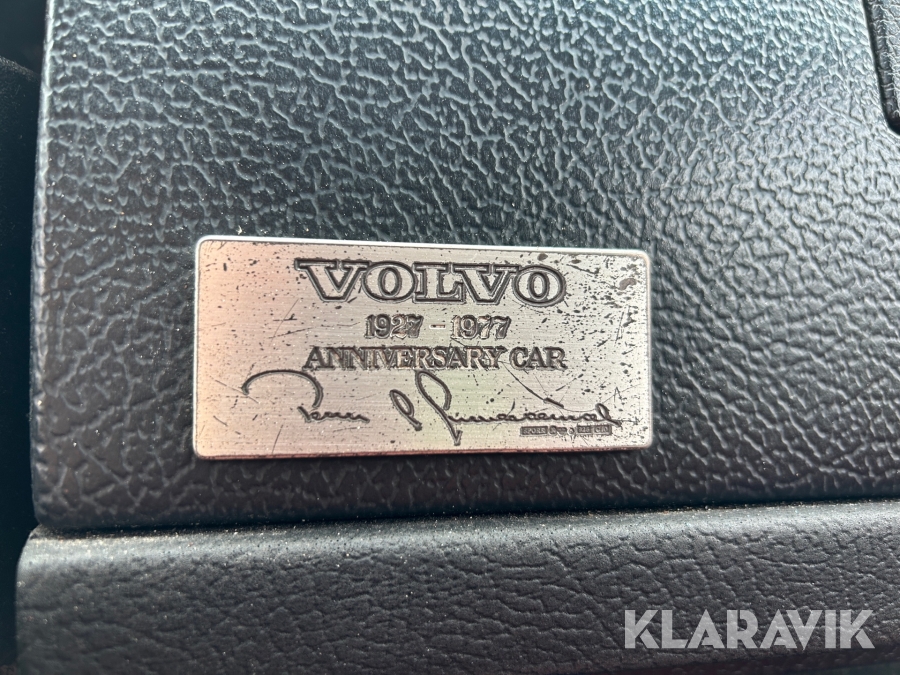 VOLVO
1927 - 1977
ANNIVERSARY CAR
KLARAVIK